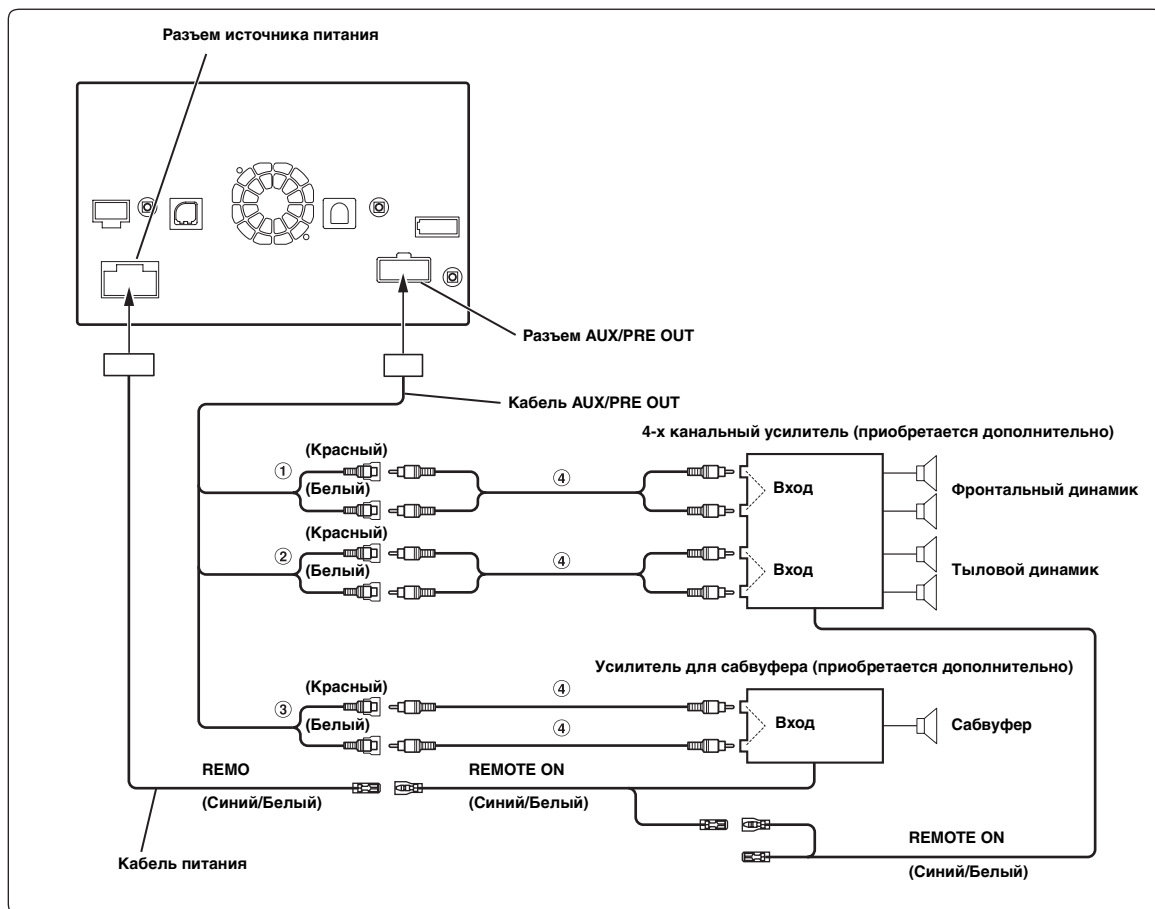 Разъем источника питания
Разъем AUX/PRE OUT
Кабель AUX/PRE OUT
4-х канальный усилитель (приобретается дополнительно)
(Красный)
①
(Белый)
④
Вход
Фронтальный динамик
(Красный)
②
(Белый)
④
Вход
Тыловой динамик
Усилитель для сабвуфера (приобретается дополнительно)
(Красный)
④
③
(Белый)
④
Вход
Сабвуфер
REMO
(Синий/Белый)
REMOTE ON
(Синий/Белый)
REMOTE ON
(Синий/Белый)
Кабель питания